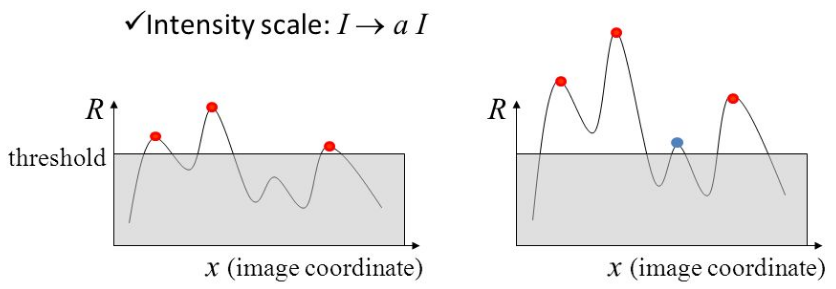 ✓Intensity scale: I → a I
R
threshold
x (image coordinate)
R
x (image coordinate)